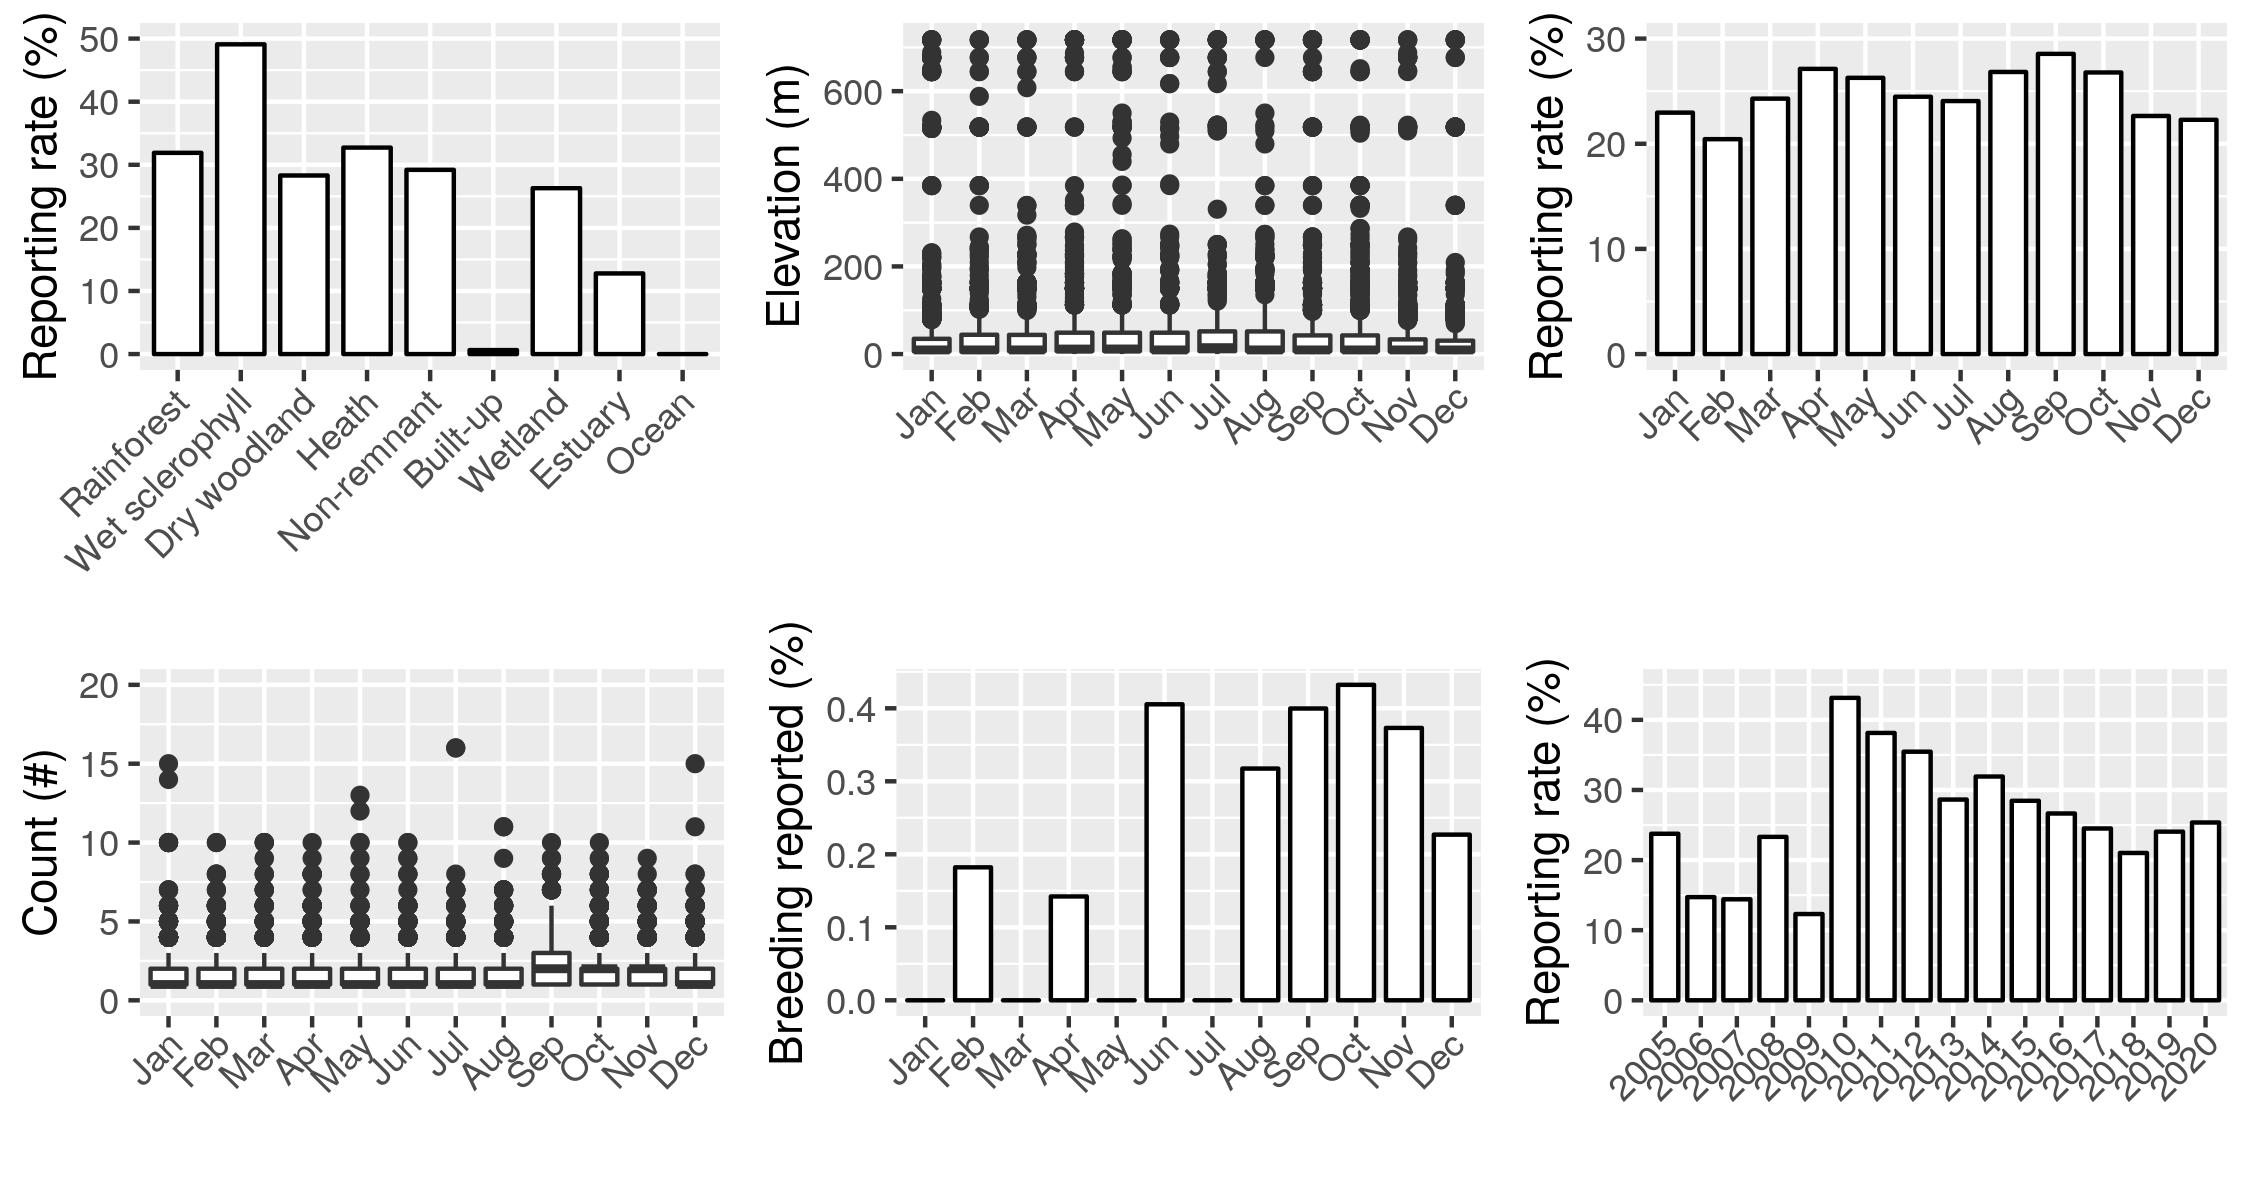 Reporting rate (%)
50
40
30
20
10
0
Rainforest
Wet sclerophyll
Dry woodland
Heath
Non-remnant
Built-up
Wetland
Estuary
Ocean
Elevation (m)
600
400
200
0
Jan
Feb
Mar
Apr
May
Jun
Jul
Aug
Sep
Oct
Nov
Dec
Reporting rate (%)
30
20
10
0
Jan
Feb
Mar
Apr
May
Jun
Jul
Aug
Sep
Oct
Nov
Dec
Count (#)
20
15
10
5
0
Jan
Feb
Mar
Apr
May
Jun
Jul
Aug
Sep
Oct
Nov
Dec
Breeding reported (%)
0.4
0.3
0.2
0.1
0.0
Jan
Feb
Mar
Apr
May
Jun
Jul
Aug
Sep
Oct
Nov
Dec
Reporting rate (%)
40
30
20
10
0
2005
2006
2007
2008
2009
2010
2011
2012
2013
2014
2015
2016
2017
2018
2019
2020